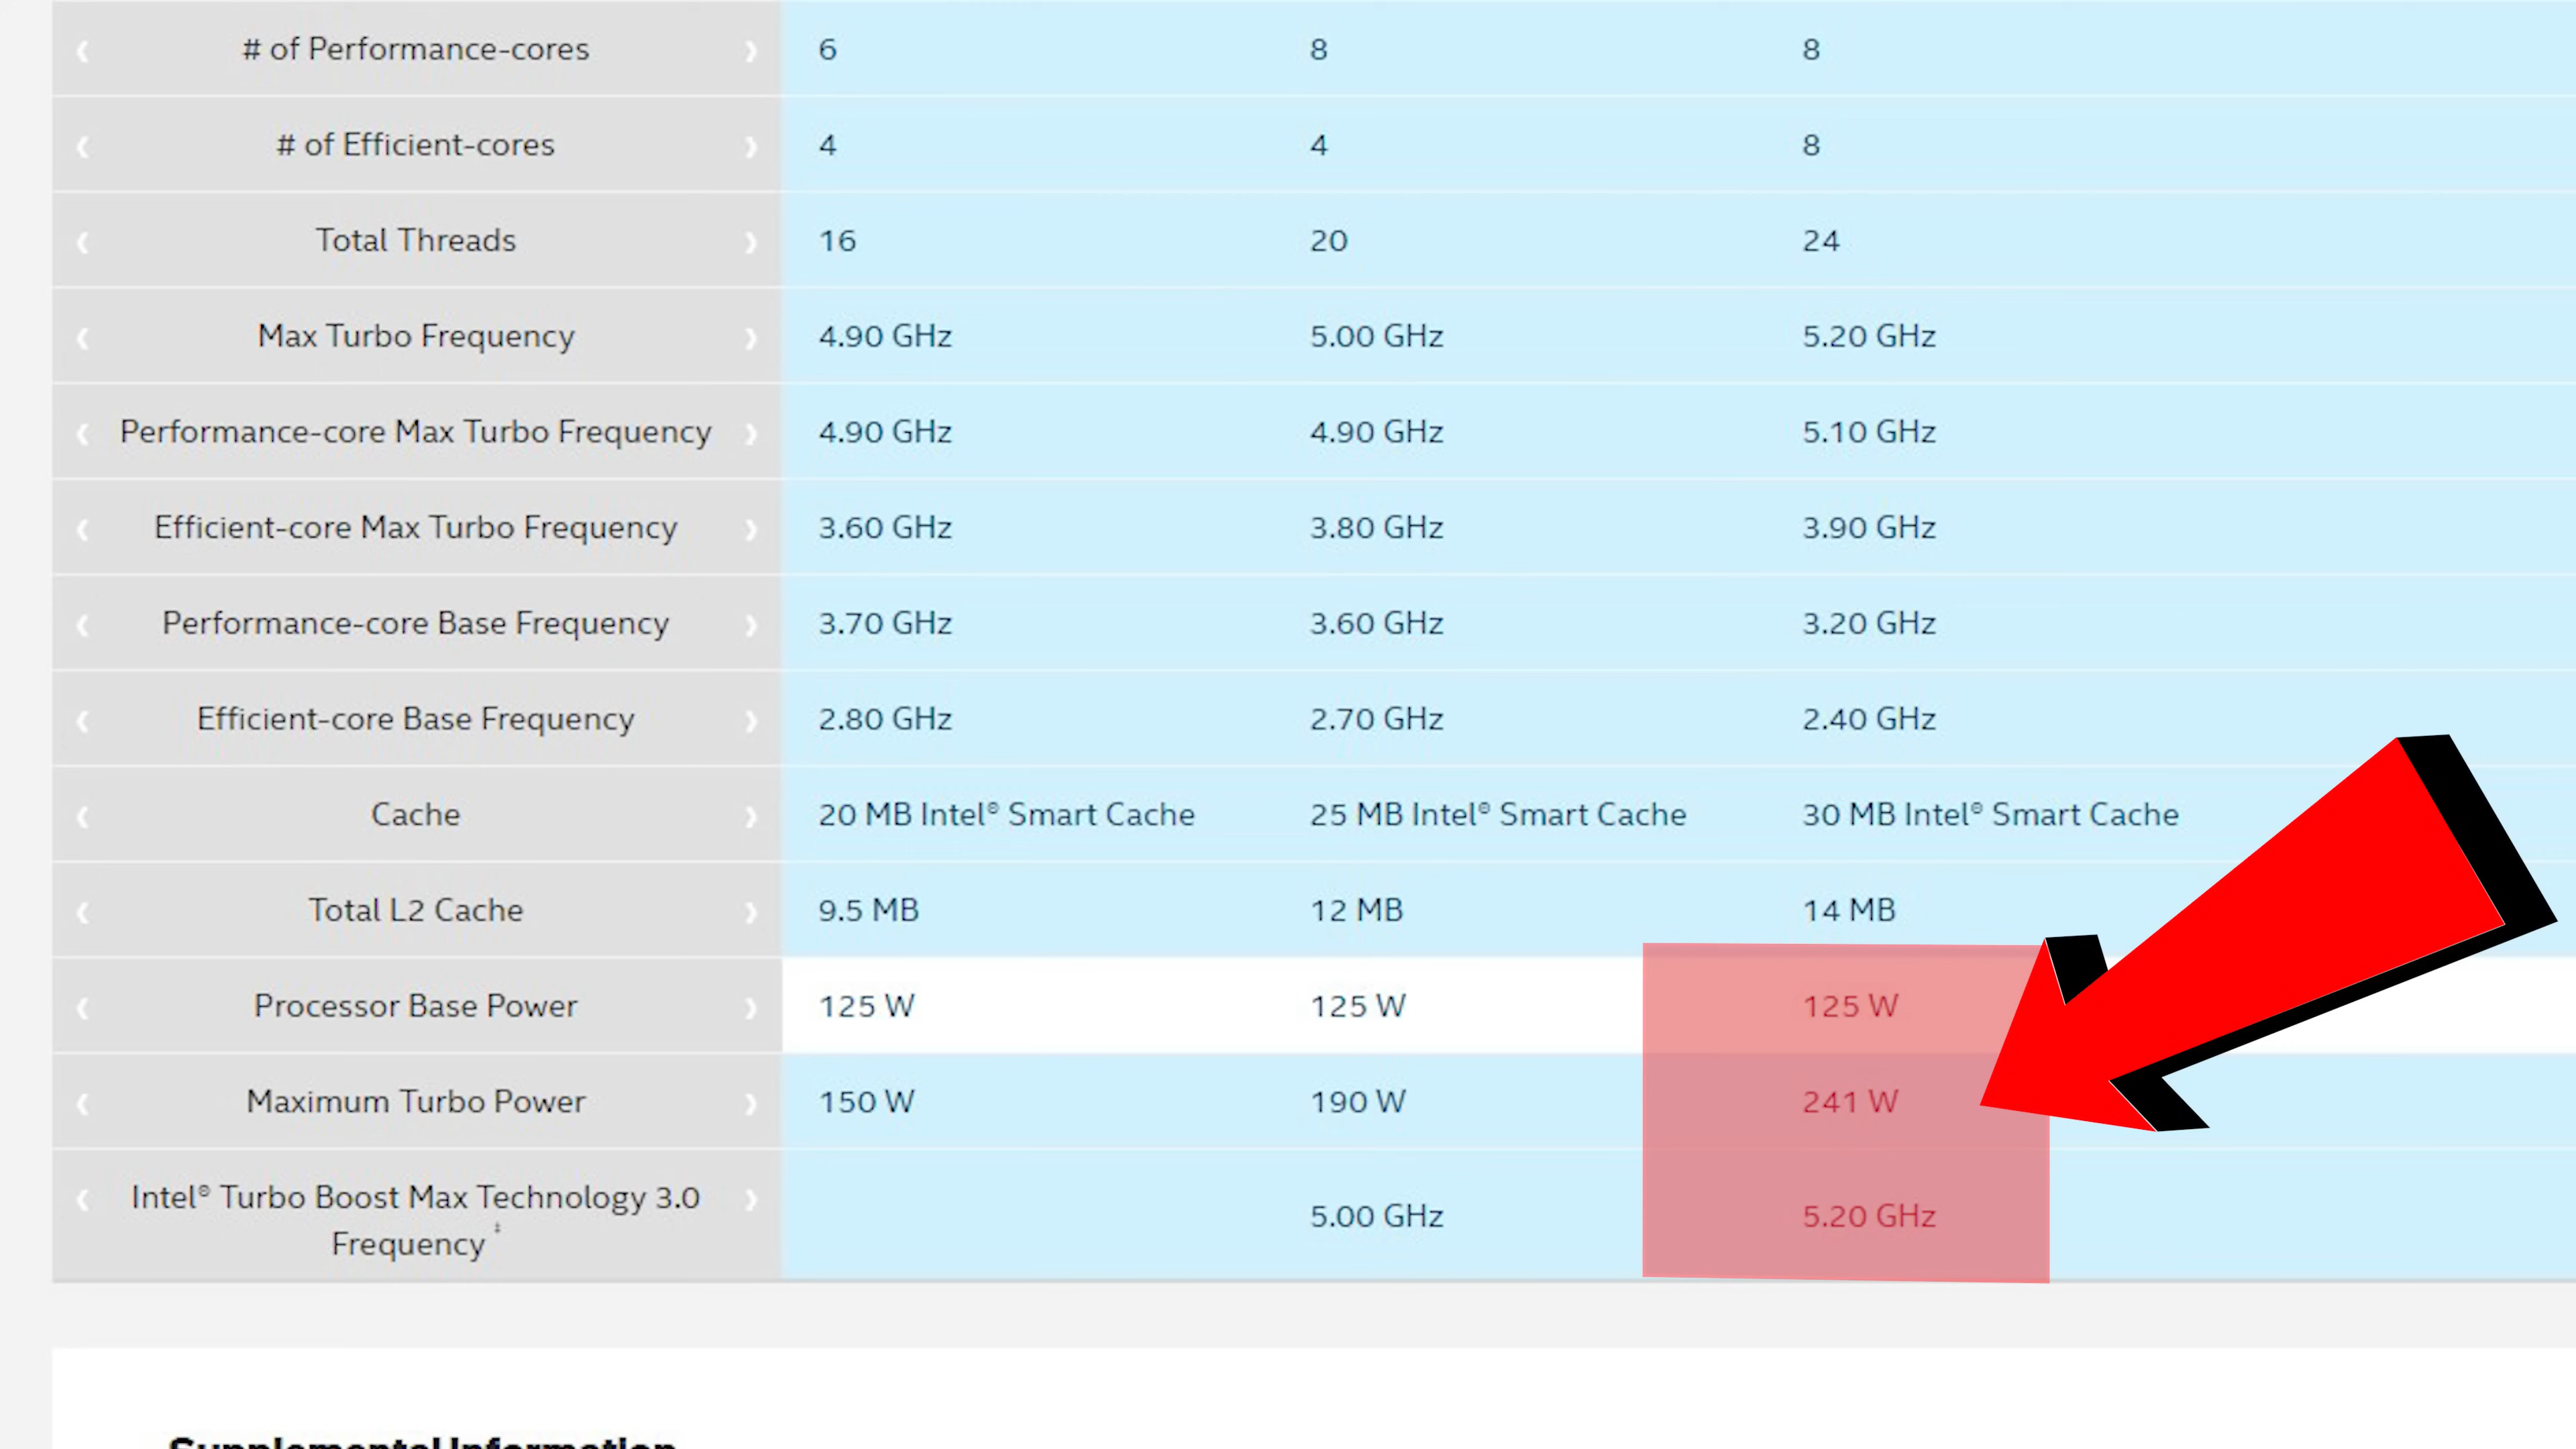 # of Performance-cores 6 8 8
# of Efficient-cores 4 4 8
Total Threads 16 20 24
Max Turbo Frequency 4.90 GHz 5.00 GHz 5.20 GHz
Performance-core Max Turbo Frequency 4.90 GHz 4.90 GHz 5.10 GHz
Efficient-core Max Turbo Frequency 3.60 GHz 3.80 GHz 3.90 GHz
Performance-core Base Frequency 3.70 GHz 3.60 GHz 3.20 GHz
Efficient-core Base Frequency 2.80 GHz 2.70 GHz 2.40 GHz
Cache 20 MB Intel® Smart Cache 25 MB Intel® Smart Cache 30 MB Intel® Smart Cache
Total L2 Cache 9.5 MB 12 MB 14 MB
Processor Base Power 125 W 125 W 125 W
Maximum Turbo Power 150 W 190 W 241 W
Intel® Turbo Boost Max Technology 3.0
Frequency ‡ 5.00 GHz 5.20 GHz
Supplemental Information